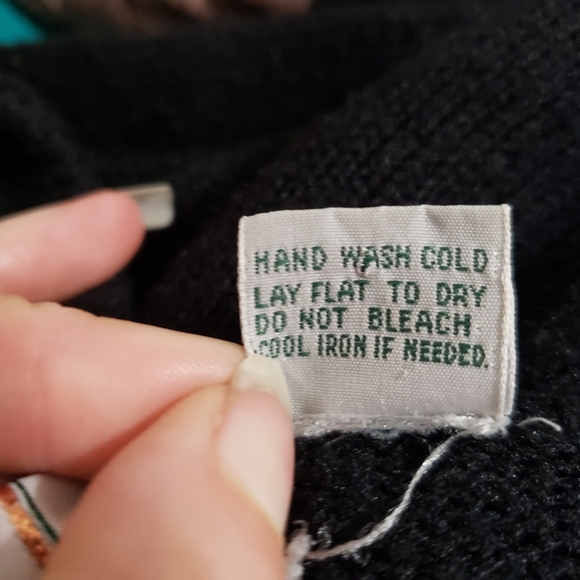 HAND WASH COLD
LAY FLAT TO DRY
DO NOT BLEACH
COOL IRON IF NEEDED.